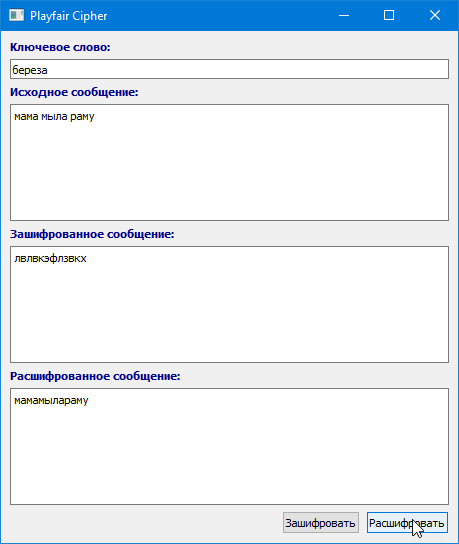 Playfair Cipher
Ключевое слово:
береза
Исходное сообщение:
мама мыла раму
Зашифрованное сообщение:
лвлвкэфлзвкх
Расшифрованное сообщение:
мамамылараму
Зашифровать Расшифровать